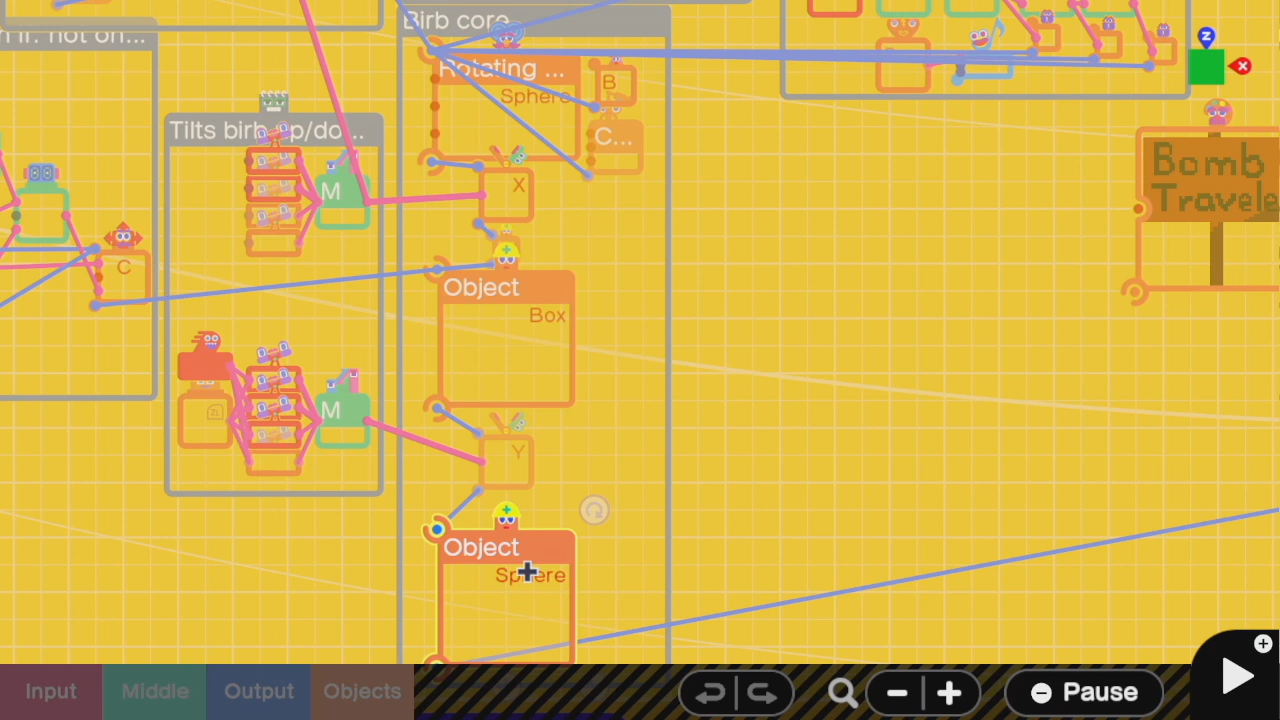 n if: not on...
Birb core
Rotating ...
Sphere
B
C...
Z
X
Tilts birb up/do...
M
X
C
Object
Box
ZL
M
Y
Object
Sphere
Bomb
Travele
Input
Middle
Output
Objects
Pause